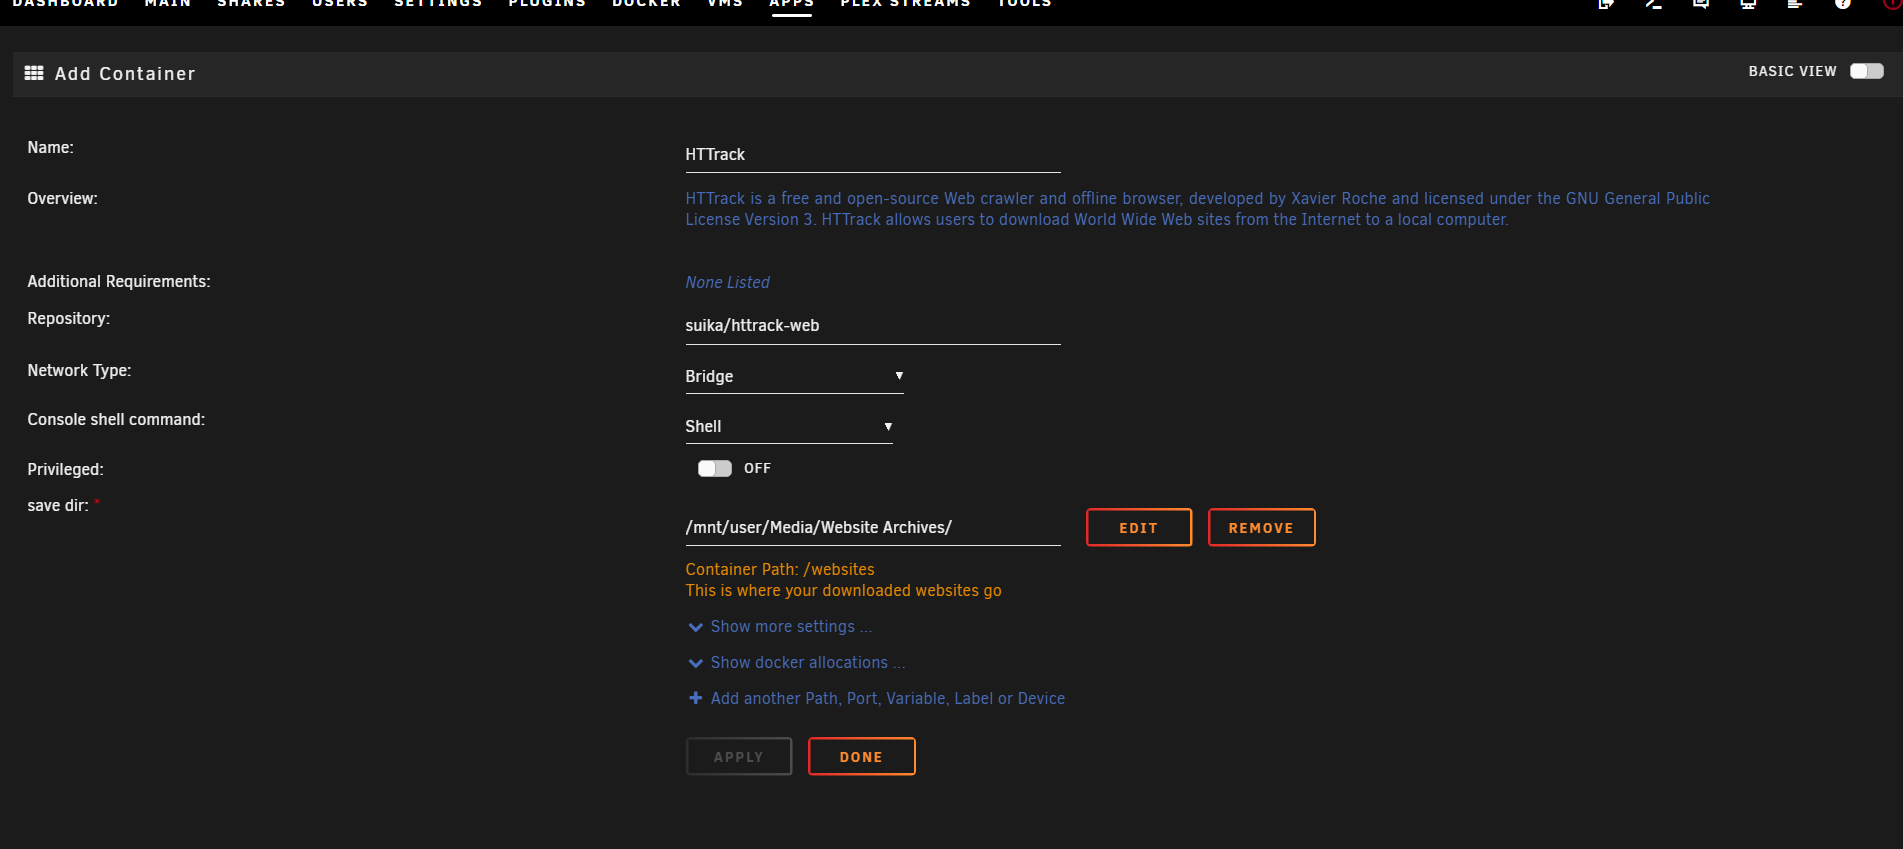 DASHBOARD MAIN SHARES USERS SETTINGS PLUGINS DOCKER VMS APPS PLEX STREAMS TOOLS
Add Container
BASIC VIEW
Name:
HTTrack
Overview:
HTTrack is a free and open-source Web crawler and offline browser, developed by Xavier Roche and licensed under the GNU General Public
License Version 3. HTTrack allows users to download World Wide Web sites from the Internet to a local computer.
Additional Requirements:
None Listed
Repository:
suika/httrack-web
Network Type:
Bridge
Console shell command:
Shell
Privileged:
OFF
save dir: *
/mnt/user/Media/Website Archives/
EDIT REMOVE
Container Path: /websites
This is where your downloaded websites go
Show more settings ...
Show docker allocations ...
Add another Path, Port, Variable, Label or Device
APPLY DONE